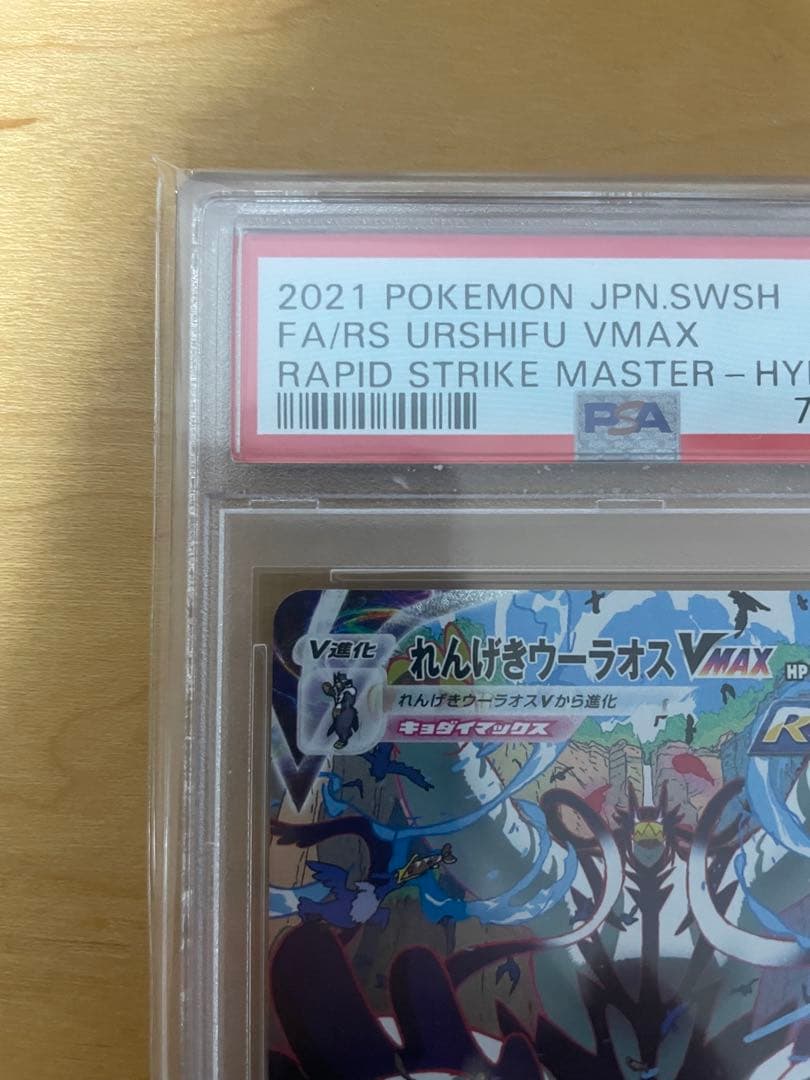 2021 POKEMON JPN.SWSH
FA/RS URSHIFU VMAX
RAPID STRIKE MASTER-HY
PSA
V進化
れんげきウーラオスVMAX HP
れんげきウーラオスVから進化
キョダイマックス